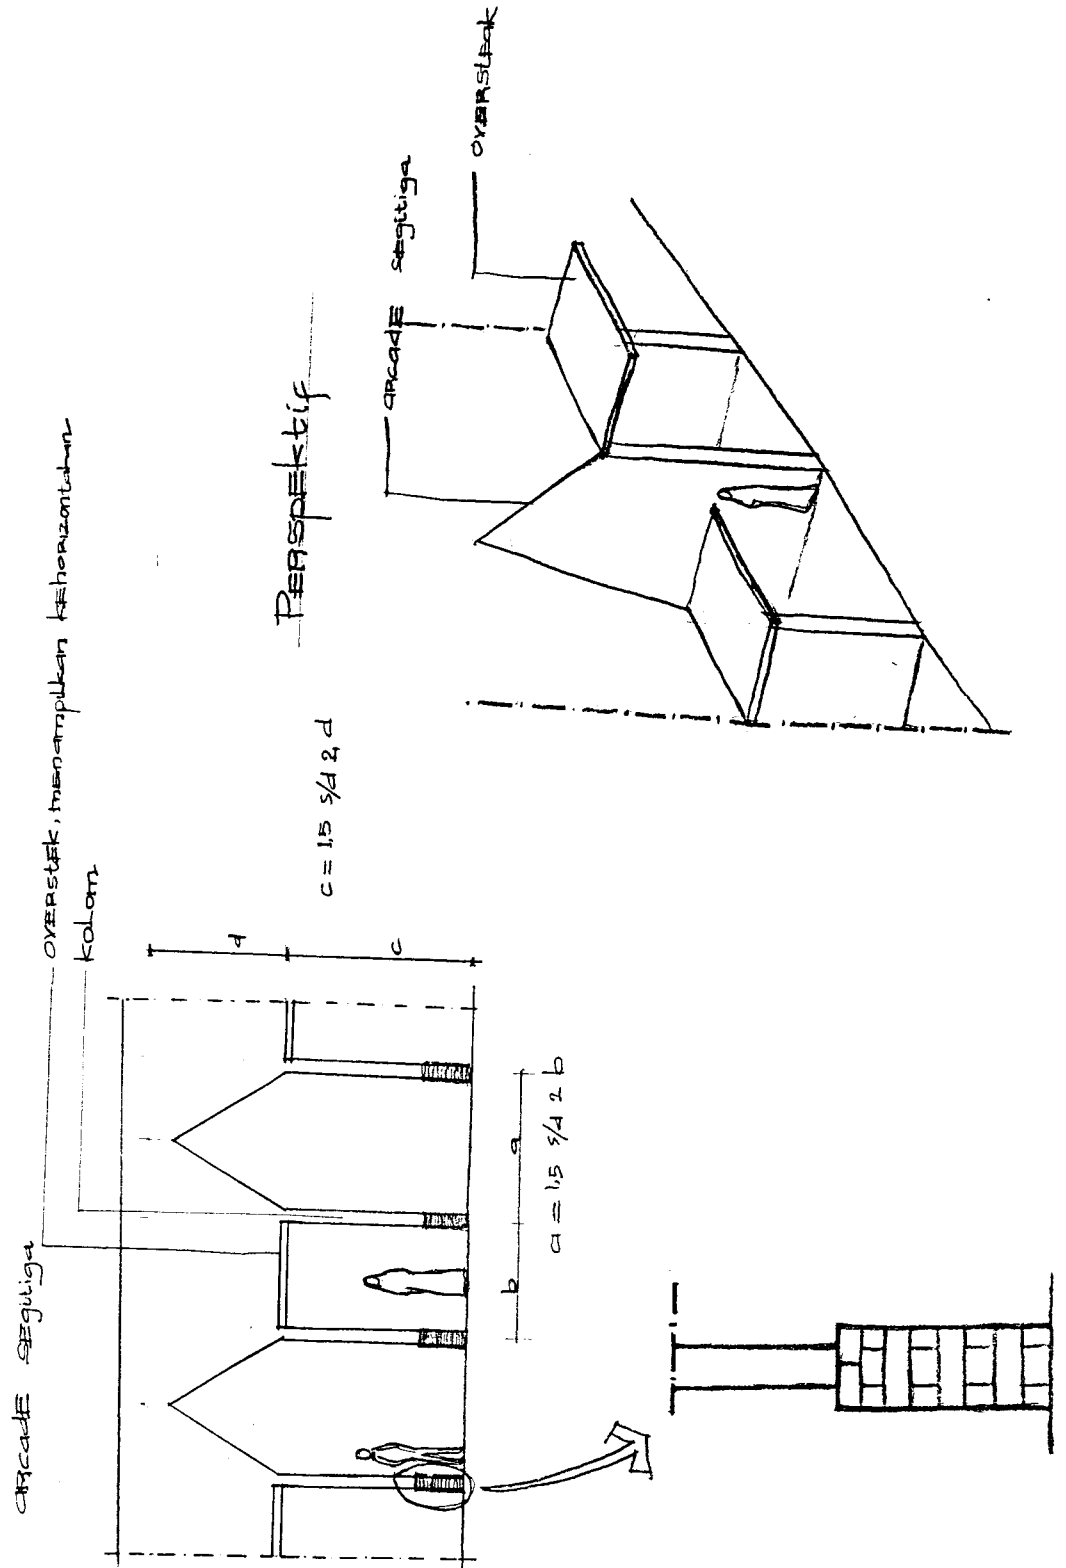 arcade segitiga
overstek, menampilkan kehorizontalan
kolom
d
c
c = 1,5 s/d 2 d
b
a
a = 1,5 s/d 2 b
Perspektif
arcade segitiga
overstek